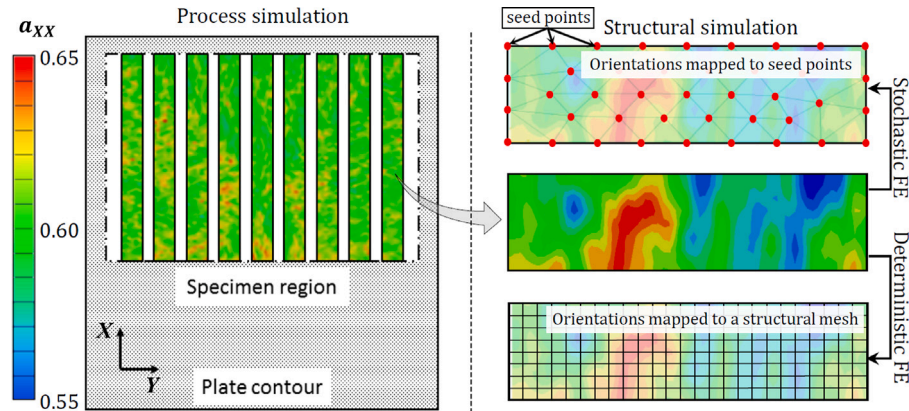 Process simulation
a_XX
0.65
0.60
0.55
Specimen region
X
Y
Plate contour
seed points
Structural simulation
Orientations mapped to seed points
Stochastic FE
Deterministic FE
Orientations mapped to a structural mesh